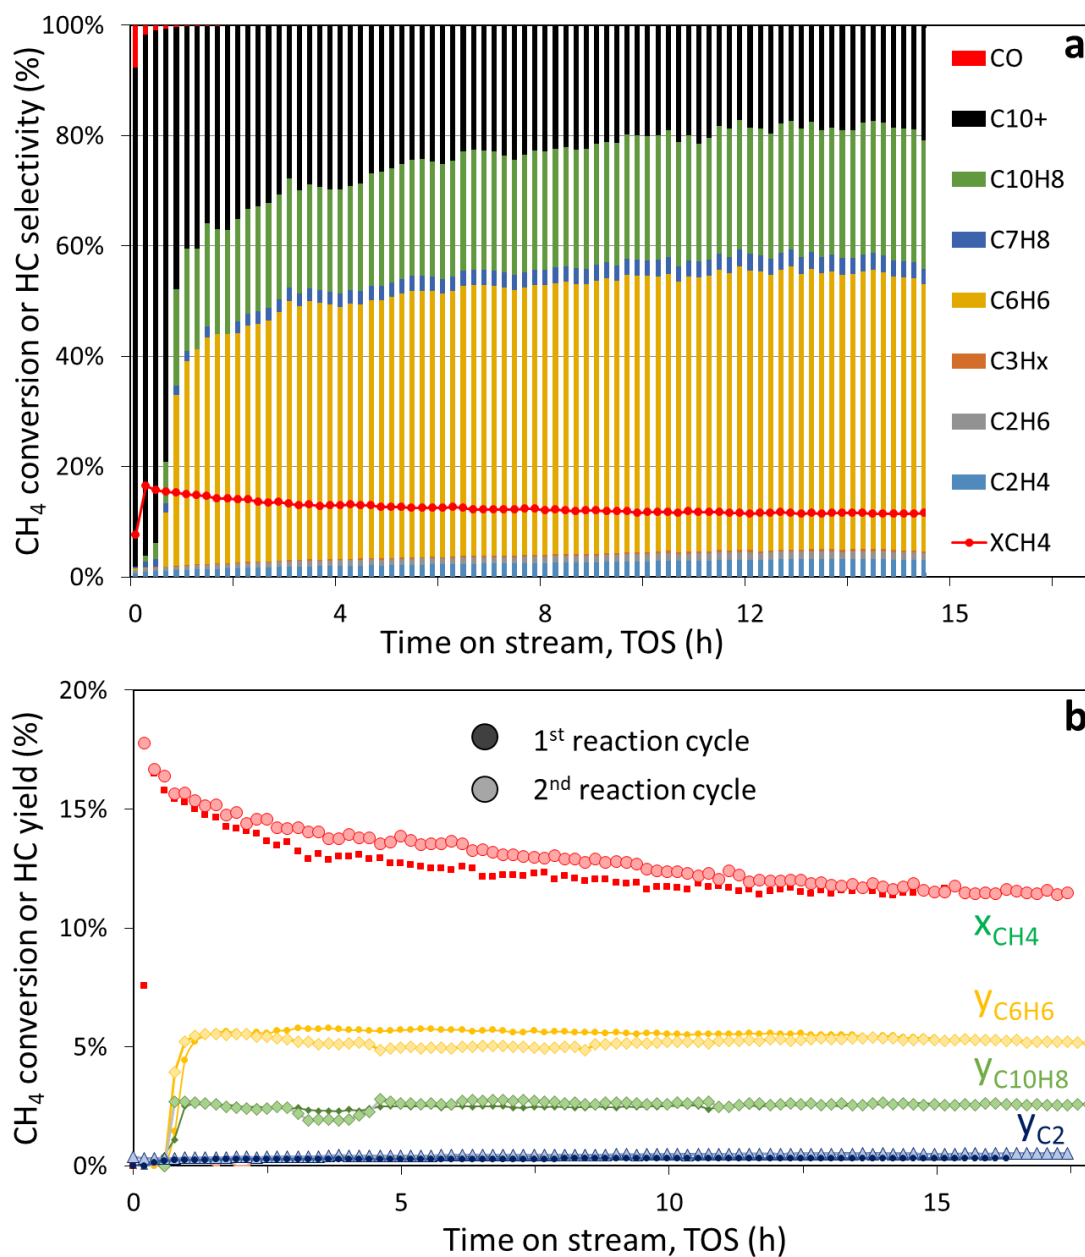 100%
80%
60%
40%
20%
0%
CH₄ conversion or HC selectivity (%)
a
CO
C10+
C10H8
C7H8
C6H6
C3Hx
C2H6
C2H4
XCH4
0 4 8 12 15
Time on stream, TOS (h)
20%
15%
10%
5%
0%
CH₄ conversion or HC yield (%)
b
1st reaction cycle
2nd reaction cycle
xCH4
yC6H6
yC10H8
yC2
0 5 10 15
Time on stream, TOS (h)